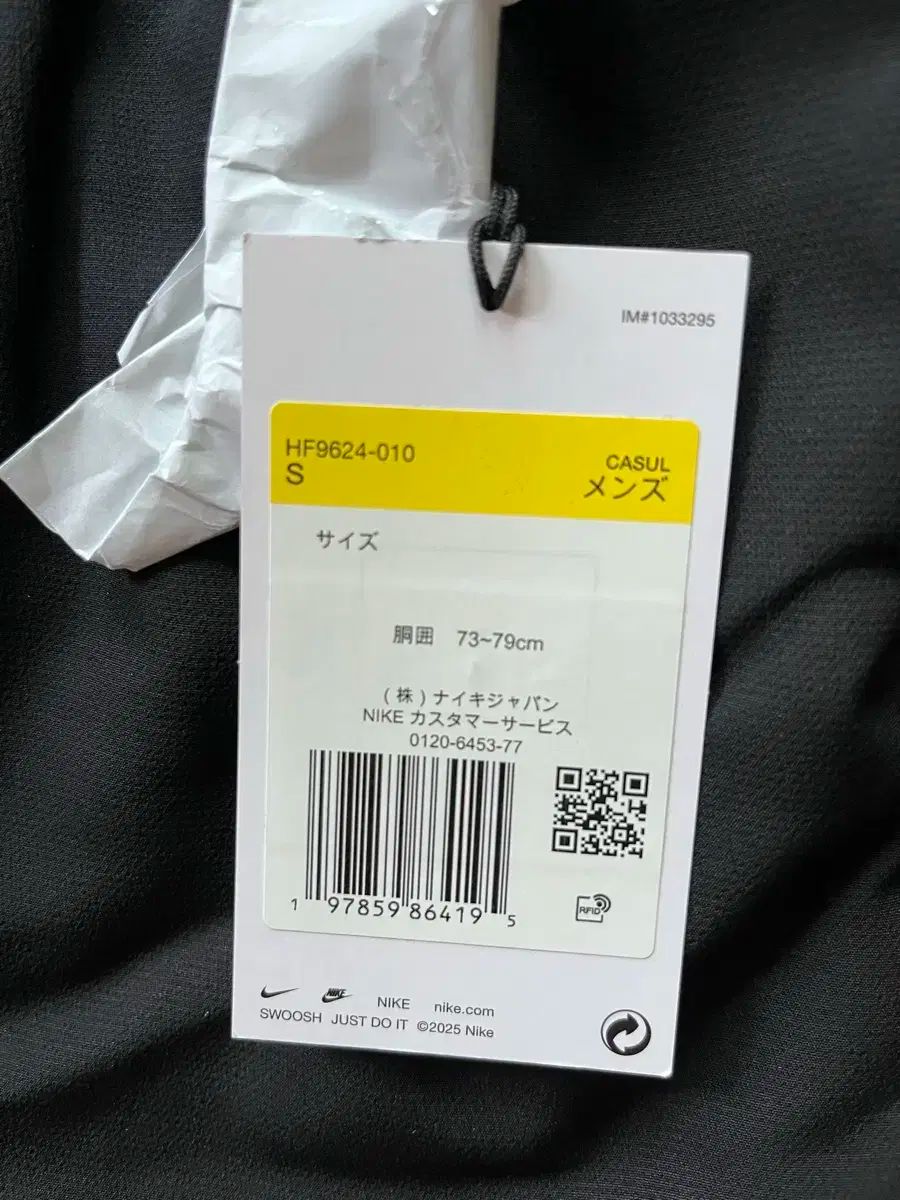 IM#1033295
HF9624-010
S
CASUL
メンズ
サイズ
胴囲 73~79cm
(株)ナイキジャパン
NIKE カスタマーサービス
0120-6453-77
1 97859 86419 5
RFID
NIKE
NIKE nike.com
SWOOSH JUST DO IT ©2025 Nike